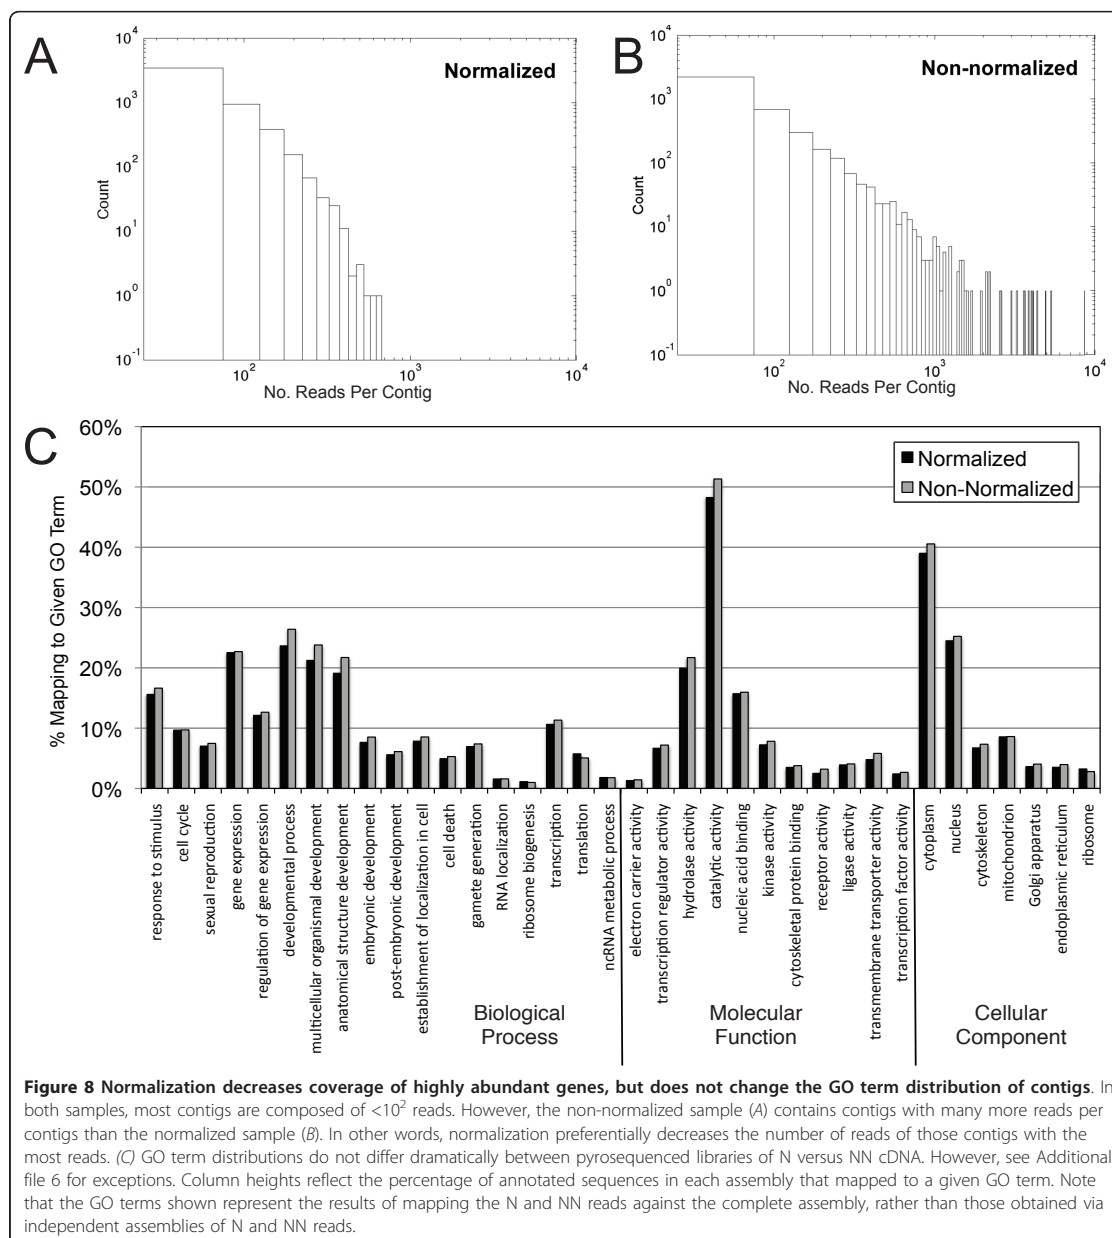 A
Normalized
10^4
10^3
10^2
10^1
10^0
10^-1
Count
10^2
10^3
10^4
No. Reads Per Contig
B
Non-normalized
10^4
10^3
10^2
10^1
10^0
10^-1
Count
10^2
10^3
10^4
No. Reads Per Contig
C
60%
50%
40%
30%
20%
10%
0%
% Mapping to Given GO Term
Normalized
Non-Normalized
response to stimulus
cell cycle
sexual reproduction
gene expression
regulation of gene expression
developmental process
multicellular organismal development
anatomical structure development
embryonic development
post-embryonic development
establishment of localization in cell
cell death
gamete generation
RNA localization
ribosome biogenesis
transcription
translation
ncRNA metabolic process
electron carrier activity
transcription regulator activity
hydrolase activity
catalytic activity
nucleic acid binding
kinase activity
cytoskeletal protein binding
receptor activity
ligase activity
transmembrane transporter activity
transcription factor activity
cytoplasm
nucleus
cytoskeleton
mitochondrion
Golgi apparatus
endoplasmic reticulum
ribosome
Biological
Process
Molecular
Function
Cellular
Component
Figure 8 Normalization decreases coverage of highly abundant genes, but does not change the GO term distribution of contigs. In
both samples, most contigs are composed of <10^2 reads. However, the non-normalized sample (A) contains contigs with many more reads per
contigs than the normalized sample (B). In other words, normalization preferentially decreases the number of reads of those contigs with the
most reads. (C) GO term distributions do not differ dramatically between pyrosequenced libraries of N versus NN cDNA. However, see Additional
file 6 for exceptions. Column heights reflect the percentage of annotated sequences in each assembly that mapped to a given GO term. Note
that the GO terms shown represent the results of mapping the N and NN reads against the complete assembly, rather than those obtained via
independent assemblies of N and NN reads.